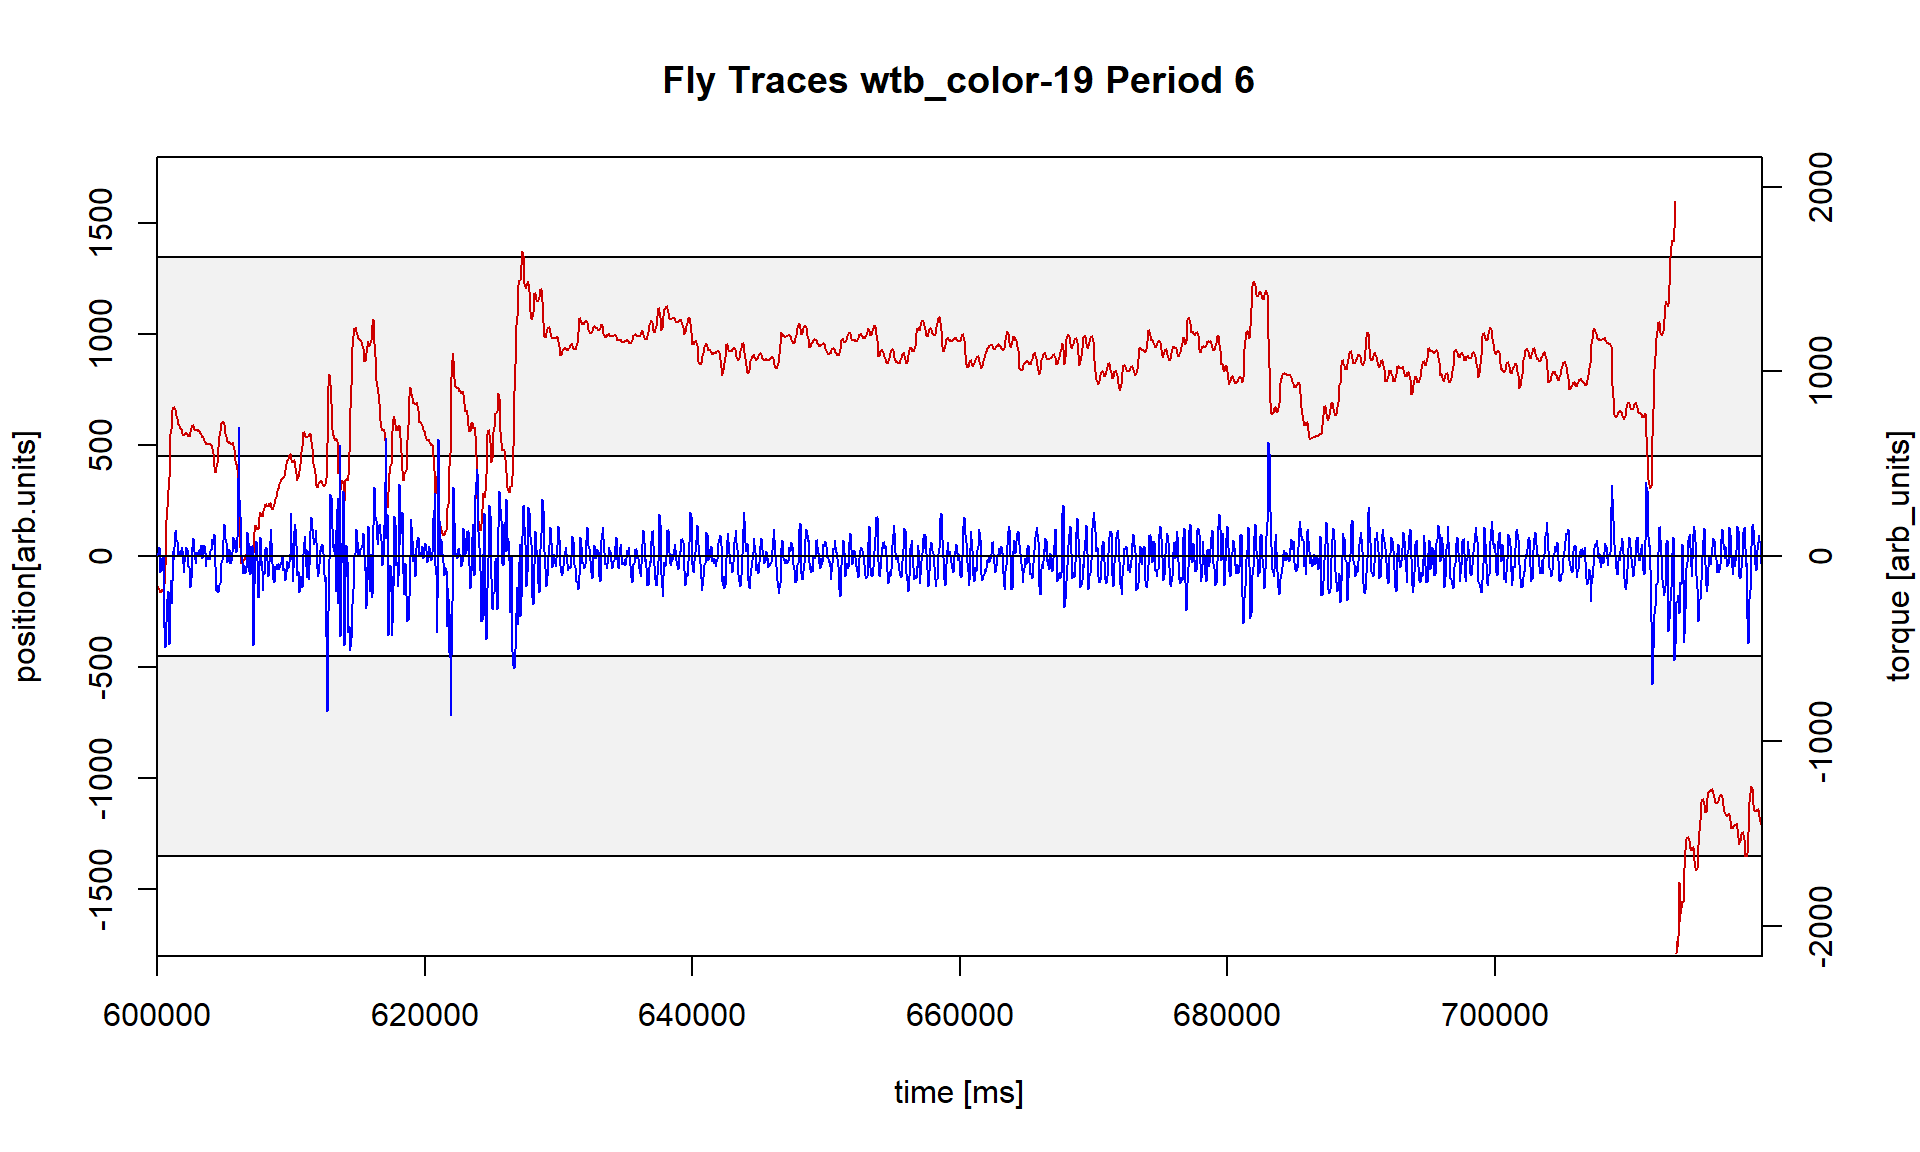 Fly Traces wtb_color-19 Period 6
position[arb.units]
1500
1000
500
0
-500
-1000
-1500
2000
1000
0
-1000
-2000
torque [arb_units]
600000 620000 640000 660000 680000 700000
time [ms]